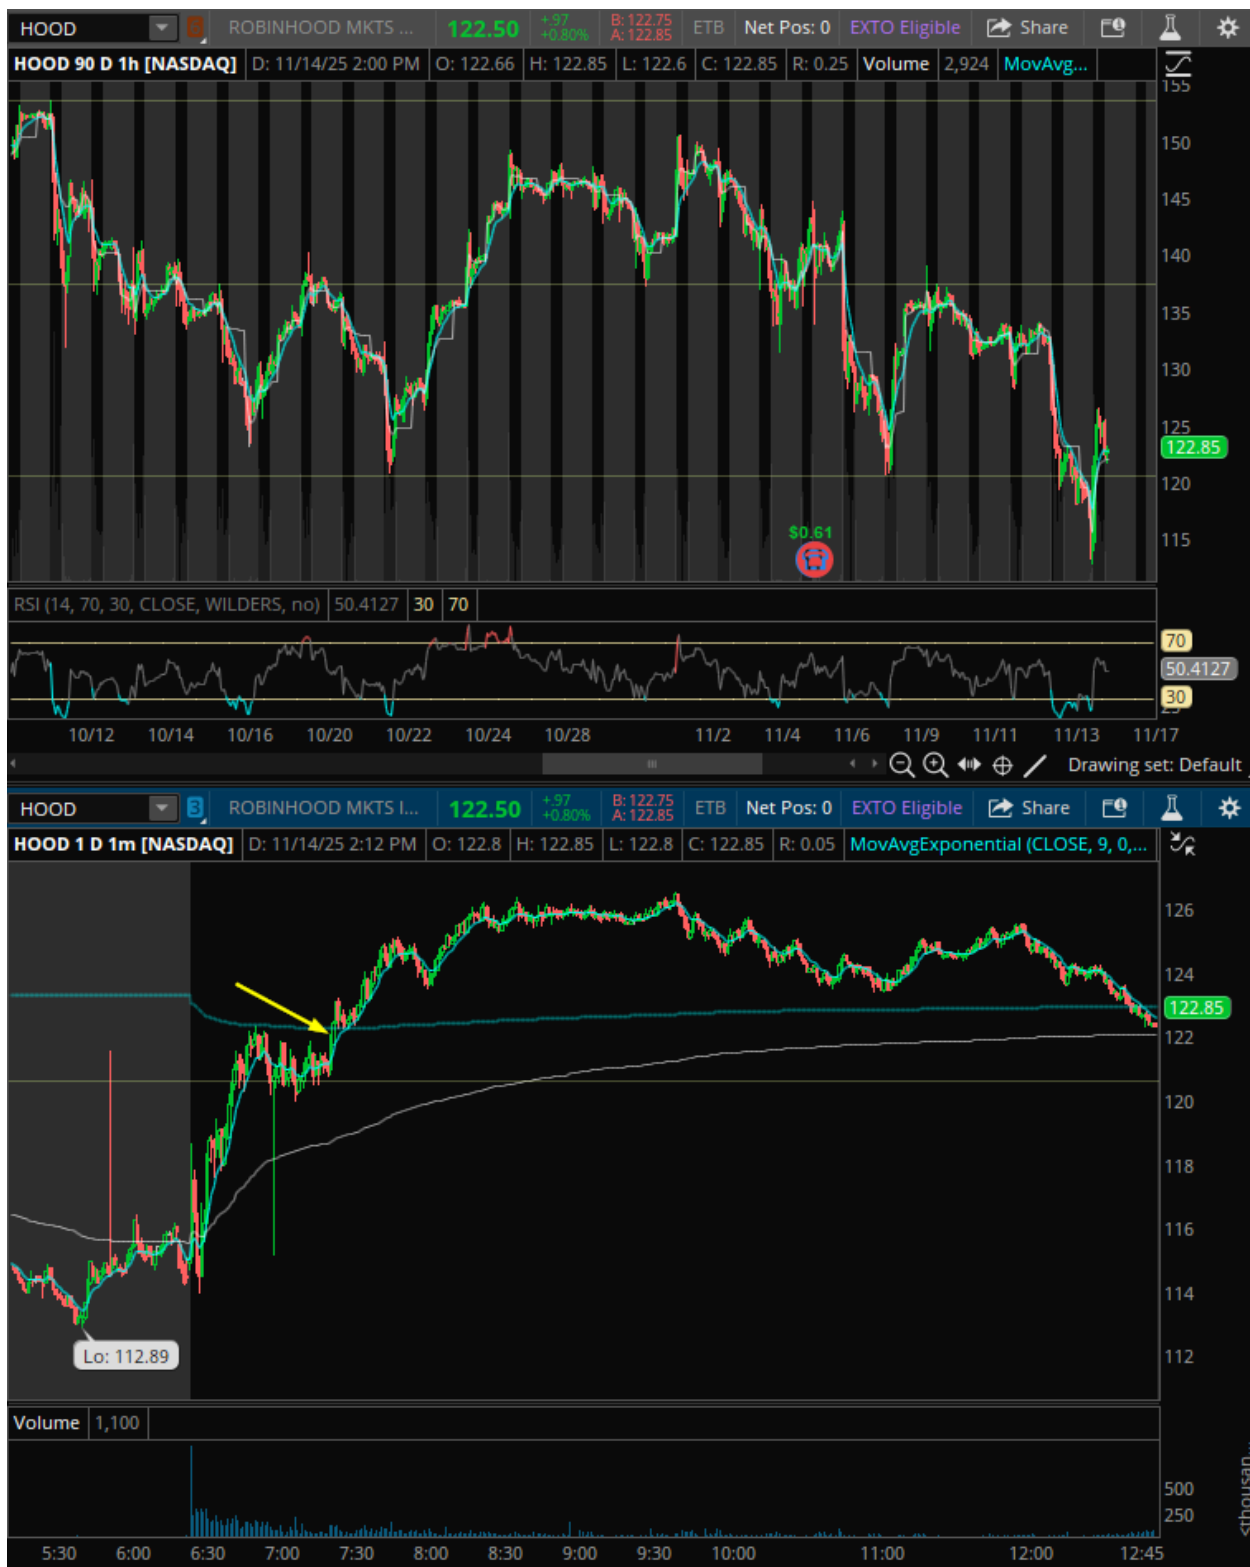 HOOD ROBINHOOD MKTS ... 122.50 +.97 +0.80% B: 122.75 A: 122.85 ETB Net Pos: 0 EXTO Eligible Share
HOOD 90 D 1h [NASDAQ] D: 11/14/25 2:00 PM O: 122.66 H: 122.85 L: 122.6 C: 122.85 R: 0.25 Volume 2,924 MovAvg...
155
150
145
140
135
130
125
122.85
120
$0.61
115
RSI (14, 70, 30, CLOSE, WILDERS, no) 50.4127 30 70
70
50.4127
30
10/12 10/14 10/16 10/20 10/22 10/24 10/28 11/2 11/4 11/6 11/9 11/11 11/13 11/17
Drawing set: Default
HOOD 3 ROBINHOOD MKTS I... 122.50 +.97 +0.80% B: 122.75 A: 122.85 ETB Net Pos: 0 EXTO Eligible Share
HOOD 1 D 1m [NASDAQ] D: 11/14/25 2:12 PM O: 122.8 H: 122.85 L: 122.8 C: 122.85 R: 0.05 MovAvgExponential (CLOSE, 9, 0,...
126
124
122.85
122
120
118
116
114
Lo: 112.89
112
Volume 1,100
500
250
<thousan...
5:30 6:00 6:30 7:00 7:30 8:00 8:30 9:00 9:30 10:00 11:00 12:00 12:45